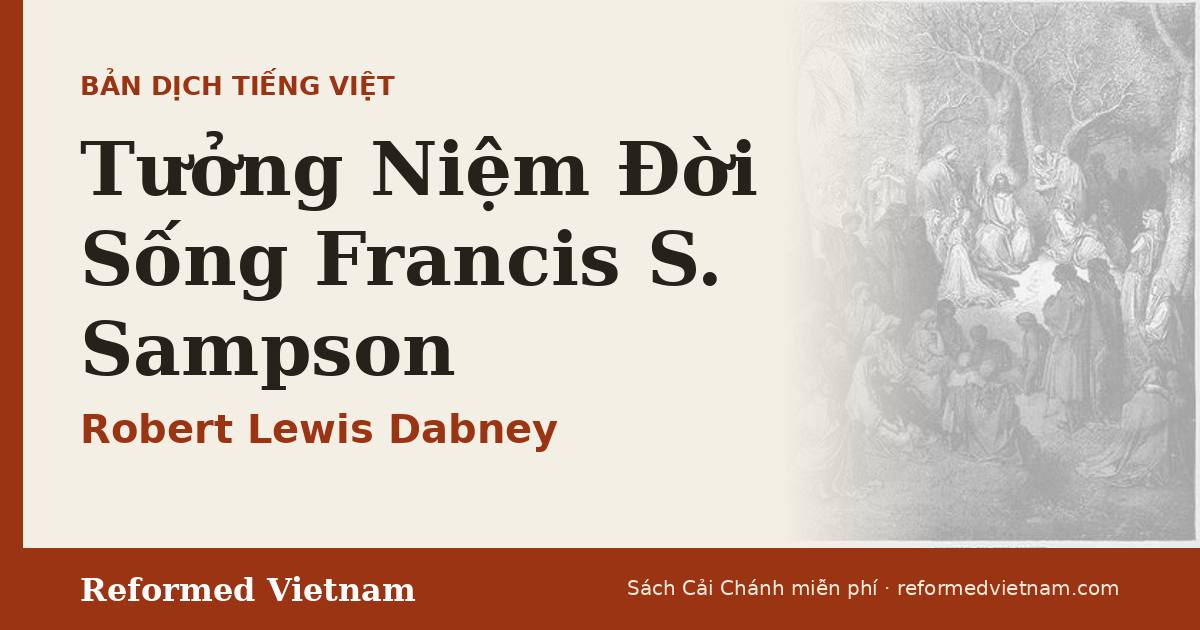 BẢN DỊCH TIẾNG VIỆT
Tưởng Niệm Đời
Sống Francis S.
Sampson
Robert Lewis Dabney
Reformed Vietnam
Sách Cải Chánh miễn phí · reformedvietnam.com